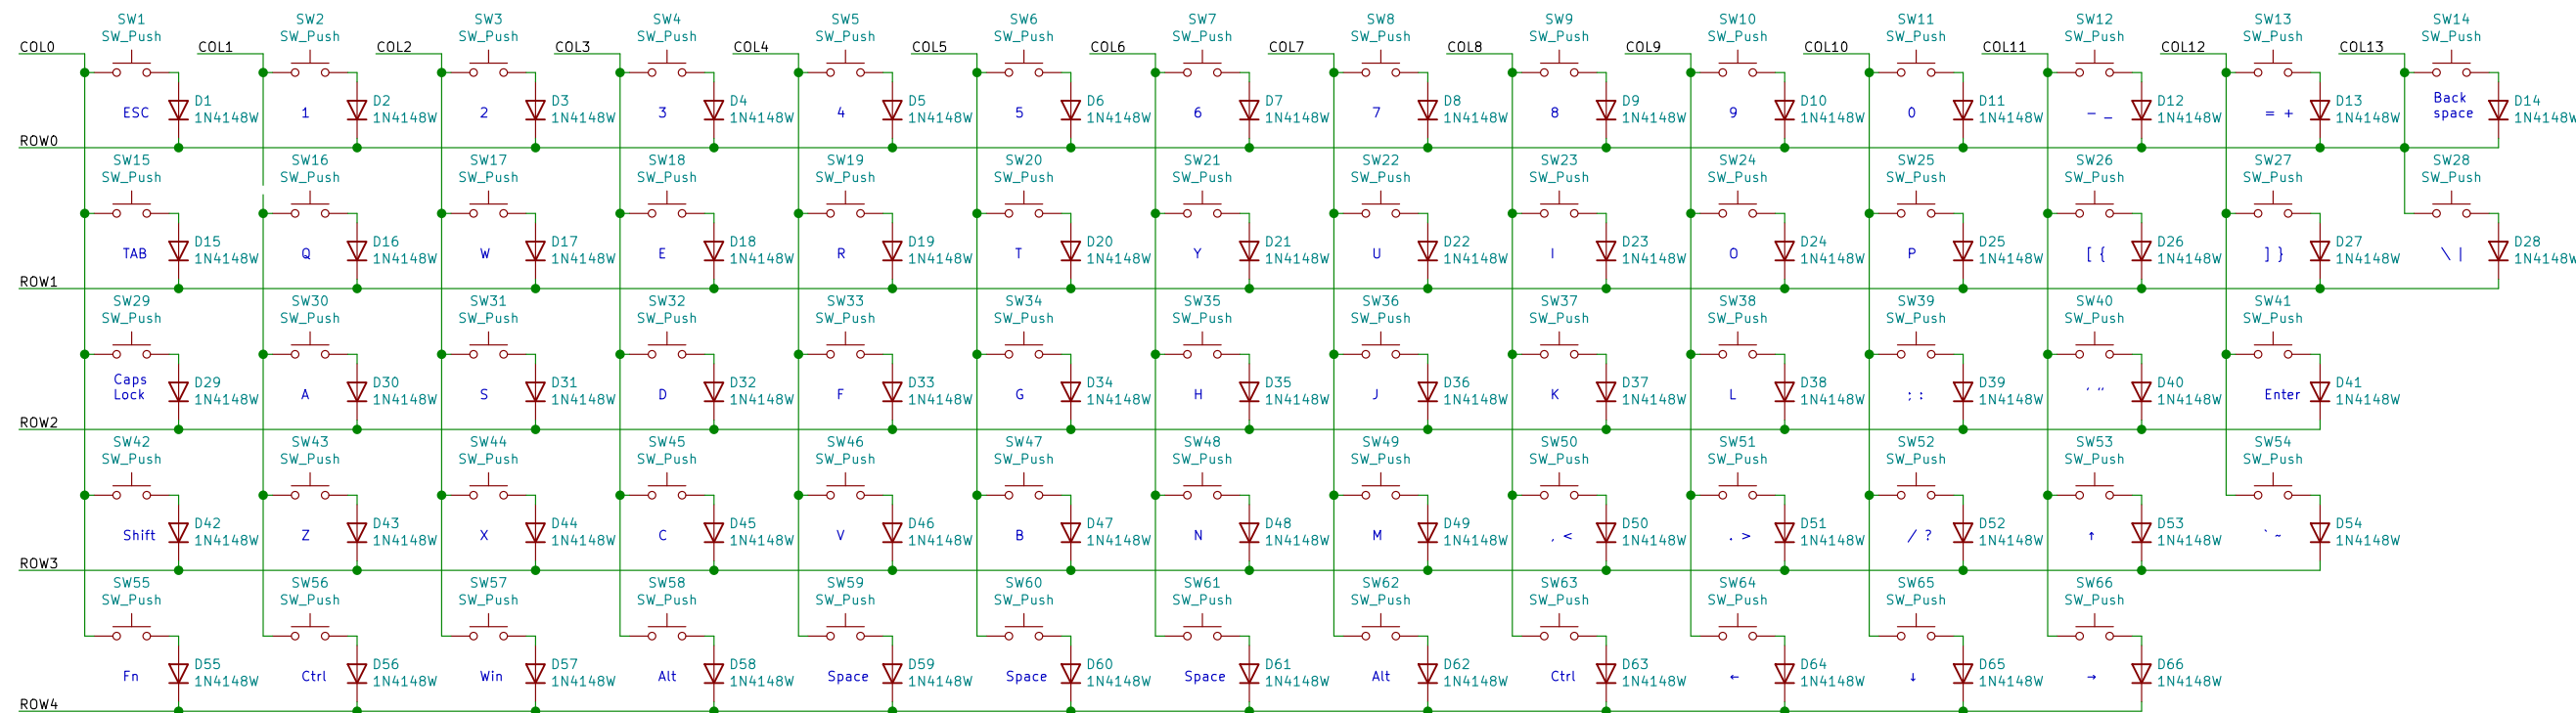 SW1 SW2 SW3 SW4 SW5 SW6 SW7 SW8 SW9 SW10 SW11 SW12 SW13 SW14
SW_Push SW_Push SW_Push SW_Push SW_Push SW_Push SW_Push SW_Push SW_Push SW_Push SW_Push SW_Push SW_Push SW_Push
COL0 COL1 COL2 COL3 COL4 COL5 COL6 COL7 COL8 COL9 COL10 COL11 COL12 COL13
D1 D2 D3 D4 D5 D6 D7 D8 D9 D10 D11 D12 D13 Back D14
ESC 1N4148W 1 1N4148W 2 1N4148W 3 1N4148W 4 1N4148W 5 1N4148W 6 1N4148W 7 1N4148W 8 1N4148W 9 1N4148W 0 1N4148W - _ 1N4148W = + 1N4148W space 1N4148W
ROW0
SW15 SW16 SW17 SW18 SW19 SW20 SW21 SW22 SW23 SW24 SW25 SW26 SW27 SW28
SW_Push SW_Push SW_Push SW_Push SW_Push SW_Push SW_Push SW_Push SW_Push SW_Push SW_Push SW_Push SW_Push SW_Push
D15 D16 D17 D18 D19 D20 D21 D22 D23 D24 D25 D26 D27 D28
TAB 1N4148W Q 1N4148W W 1N4148W E 1N4148W R 1N4148W T 1N4148W Y 1N4148W U 1N4148W I 1N4148W O 1N4148W P 1N4148W [ { 1N4148W ] } 1N4148W \ | 1N4148W
ROW1
SW29 SW30 SW31 SW32 SW33 SW34 SW35 SW36 SW37 SW38 SW39 SW40 SW41
SW_Push SW_Push SW_Push SW_Push SW_Push SW_Push SW_Push SW_Push SW_Push SW_Push SW_Push SW_Push SW_Push
Caps D29 D30 D31 D32 D33 D34 D35 D36 D37 D38 D39 D40 D41
Lock 1N4148W A 1N4148W S 1N4148W D 1N4148W F 1N4148W G 1N4148W H 1N4148W J 1N4148W K 1N4148W L 1N4148W ; : 1N4148W ' " 1N4148W Enter 1N4148W
ROW2
SW42 SW43 SW44 SW45 SW46 SW47 SW48 SW49 SW50 SW51 SW52 SW53 SW54
SW_Push SW_Push SW_Push SW_Push SW_Push SW_Push SW_Push SW_Push SW_Push SW_Push SW_Push SW_Push SW_Push
D42 D43 D44 D45 D46 D47 D48 D49 D50 D51 D52 D53 D54
Shift 1N4148W Z 1N4148W X 1N4148W C 1N4148W V 1N4148W B 1N4148W N 1N4148W M 1N4148W , < 1N4148W . > 1N4148W / ? 1N4148W ↑ 1N4148W ` ~ 1N4148W
ROW3
SW55 SW56 SW57 SW58 SW59 SW60 SW61 SW62 SW63 SW64 SW65 SW66
SW_Push SW_Push SW_Push SW_Push SW_Push SW_Push SW_Push SW_Push SW_Push SW_Push SW_Push SW_Push
D55 D56 D57 D58 D59 D60 D61 D62 D63 D64 D65 D66
Fn 1N4148W Ctrl 1N4148W Win 1N4148W Alt 1N4148W Space 1N4148W Space 1N4148W Space 1N4148W Alt 1N4148W Ctrl 1N4148W ← 1N4148W ↓ 1N4148W → 1N4148W
ROW4